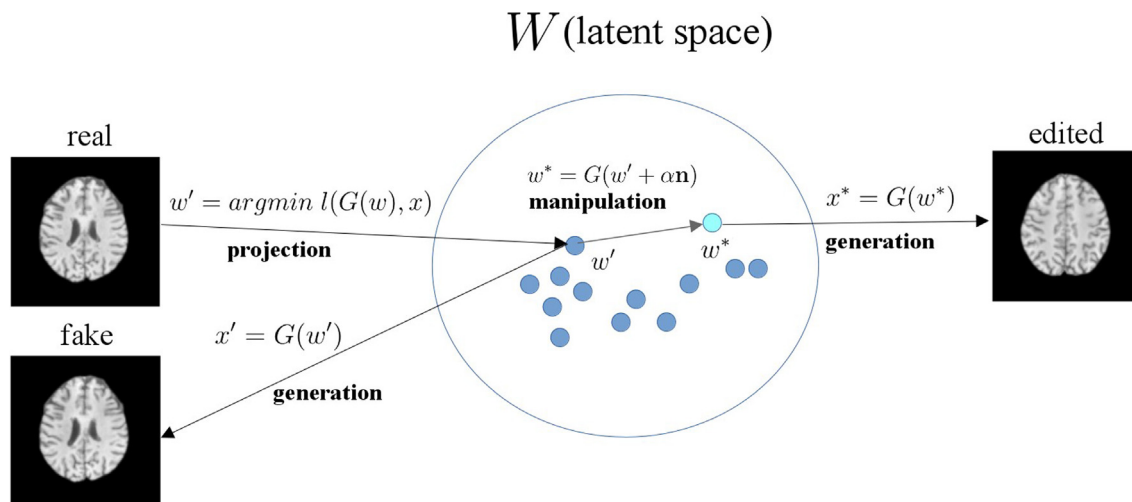 W (latent space)
real
edited
w* = G(w′ + αn)
manipulation
w′ = argmin l(G(w), x)
x* = G(w*)
projection
generation
w′
w*
fake
x′ = G(w′)
generation